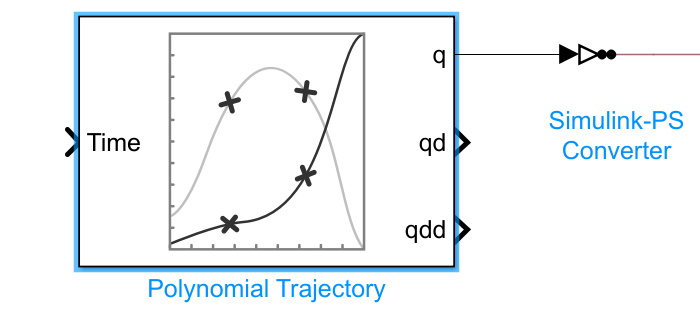 q
Time
qd
qdd
Simulink-PS
Converter
Polynomial Trajectory